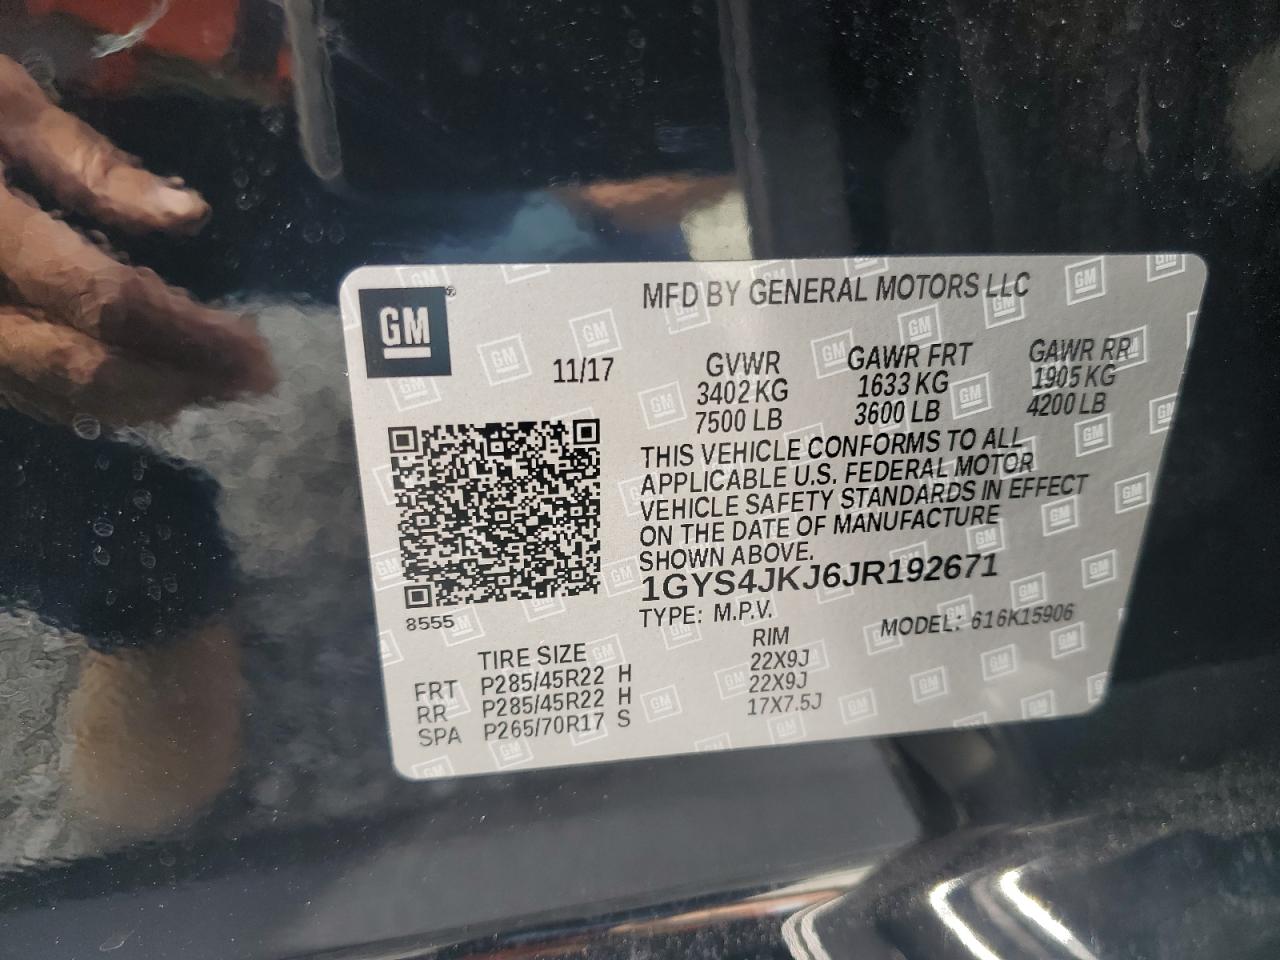 GM®
MFD BY GENERAL MOTORS LLC
11/17
GVWR GAWR FRT GAWR RR
3402 KG 1633 KG 1905 KG
7500 LB 3600 LB 4200 LB
THIS VEHICLE CONFORMS TO ALL
APPLICABLE U.S. FEDERAL MOTOR
VEHICLE SAFETY STANDARDS IN EFFECT
ON THE DATE OF MANUFACTURE
SHOWN ABOVE.
1GYS4JKJ6JR192671
8555
TYPE: M.P.V. MODEL: 616K15906
TIRE SIZE RIM
FRT P285/45R22 H 22X9J
RR P285/45R22 H 22X9J
SPA P265/70R17 S 17X7.5J